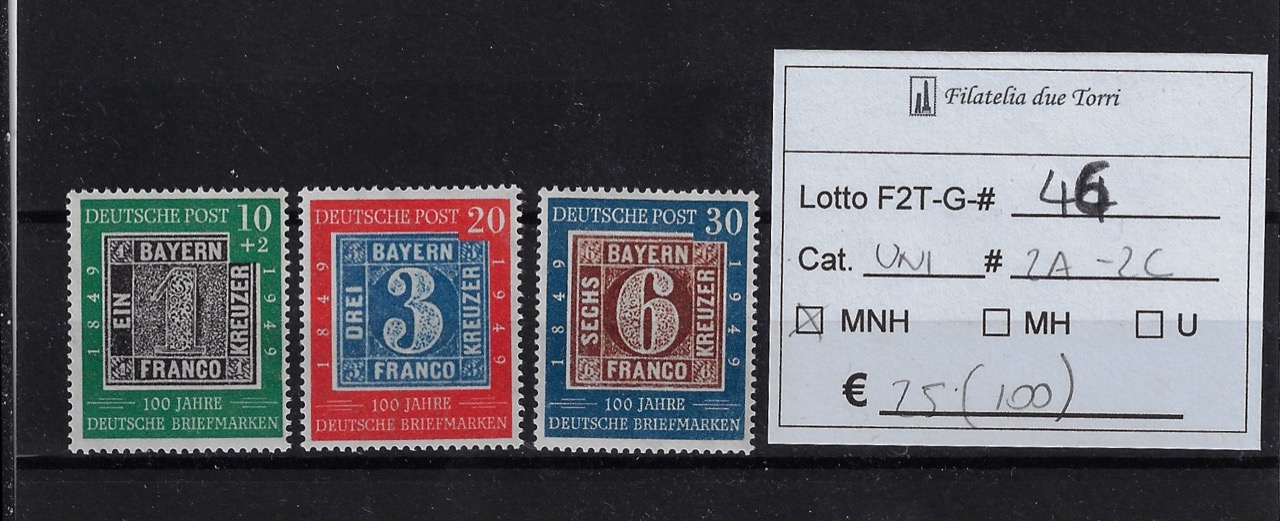 DEUTSCHE POST 10
+2
BAYERN
EIN
1
KREUZER
FRANCO
1849
1949
100 JAHRE
DEUTSCHE BRIEFMARKEN
DEUTSCHE POST 20
BAYERN
DREI
3
KREUZER
FRANCO
1849
1949
100 JAHRE
DEUTSCHE BRIEFMARKEN
DEUTSCHE POST 30
BAYERN
SECHS
6
KREUZER
FRANCO
1849
1949
100 JAHRE
DEUTSCHE BRIEFMARKEN
Filatelia due Torri
Lotto F2T-G-#
Cat. UNI # 2A-2C
MNH MH U
€ 25.(100)